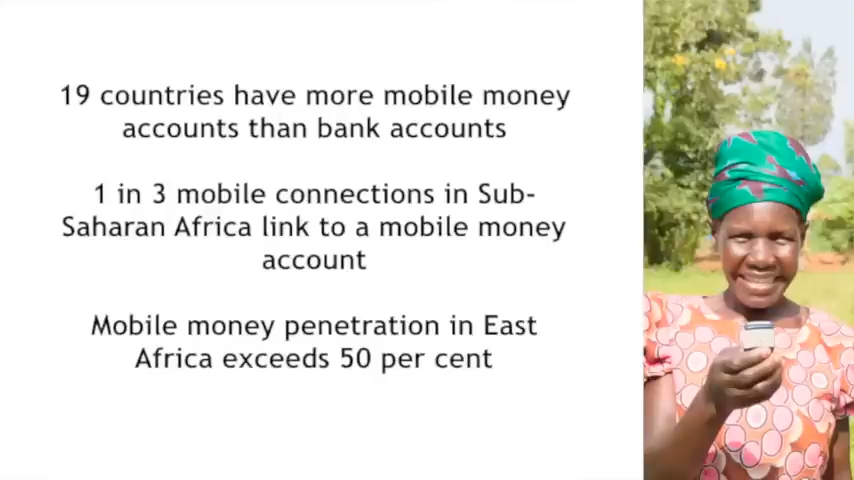 19 countries have more mobile money
accounts than bank accounts
1 in 3 mobile connections in Sub-
Saharan Africa link to a mobile money
account
Mobile money penetration in East
Africa exceeds 50 per cent